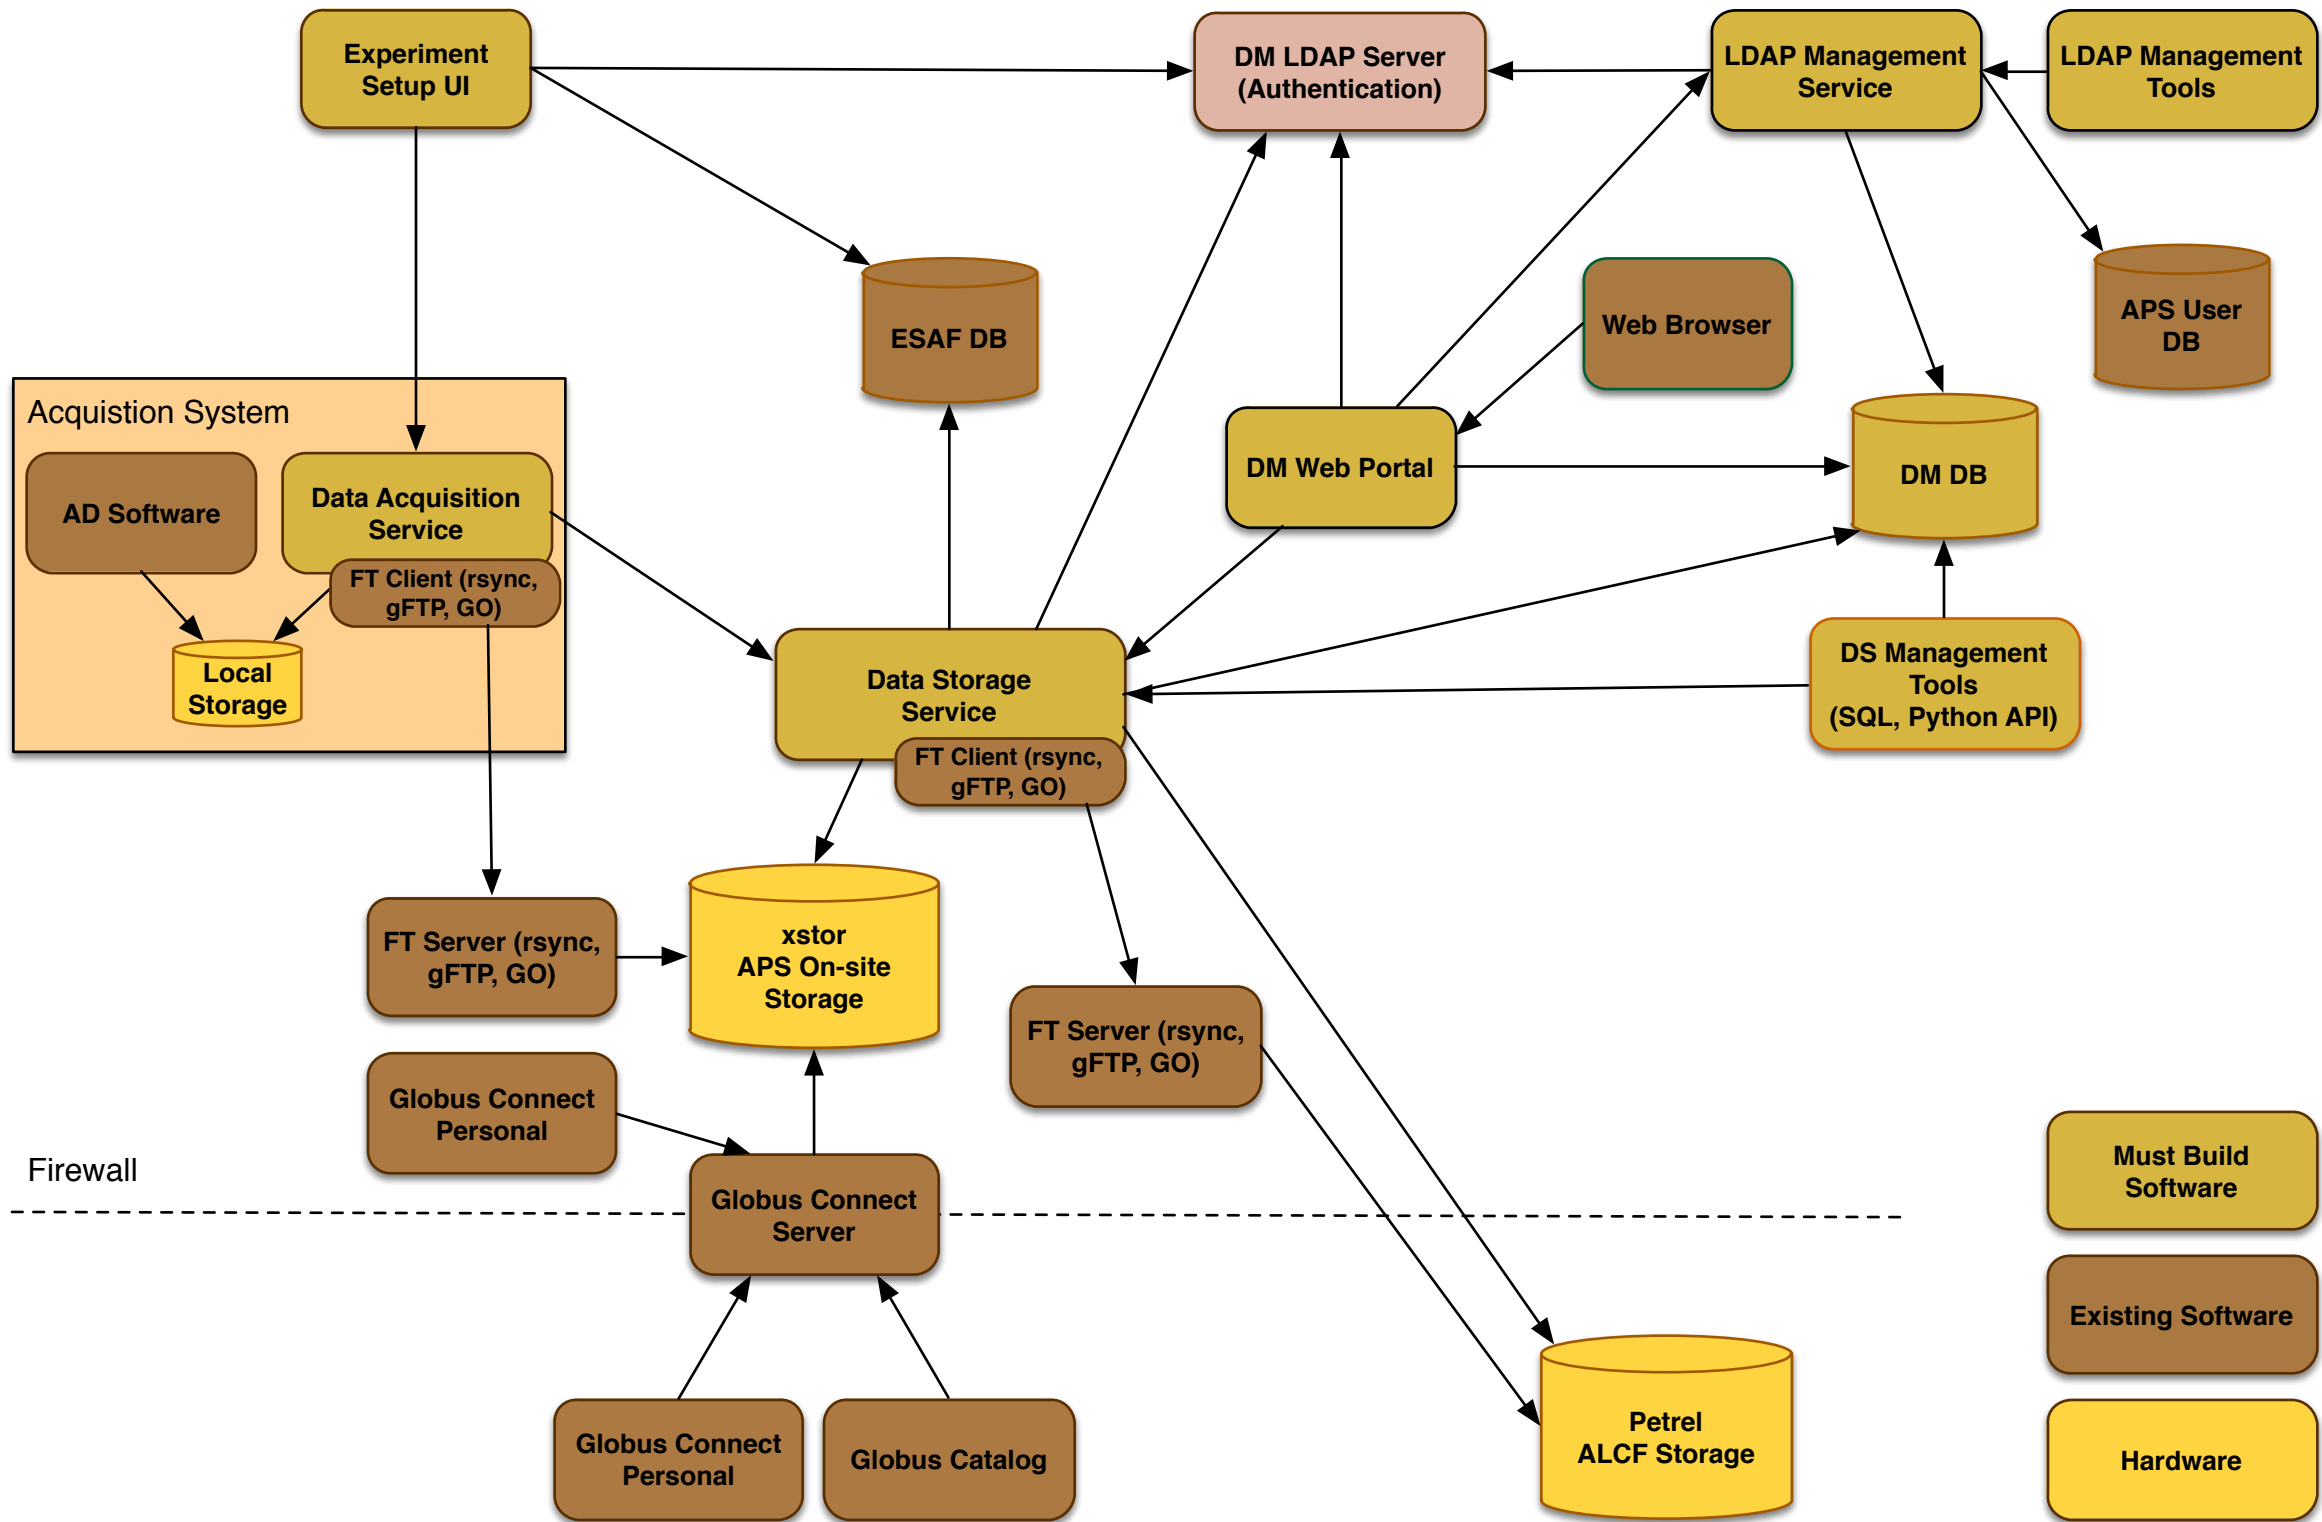 Experiment
Setup UI
DM LDAP Server
(Authentication)
LDAP Management
Service
LDAP Management
Tools
ESAF DB
Web Browser
APS User
DB
Acquistion System
AD Software
Data Acquisition
Service
FT Client (rsync,
gFTP, GO)
Local
Storage
DM Web Portal
DM DB
Data Storage
Service
FT Client (rsync,
gFTP, GO)
DS Management
Tools
(SQL, Python API)
FT Server (rsync,
gFTP, GO)
xstor
APS On-site
Storage
FT Server (rsync,
gFTP, GO)
Globus Connect
Personal
Firewall
Globus Connect
Server
Globus Connect
Personal
Globus Catalog
Petrel
ALCF Storage
Must Build
Software
Existing Software
Hardware